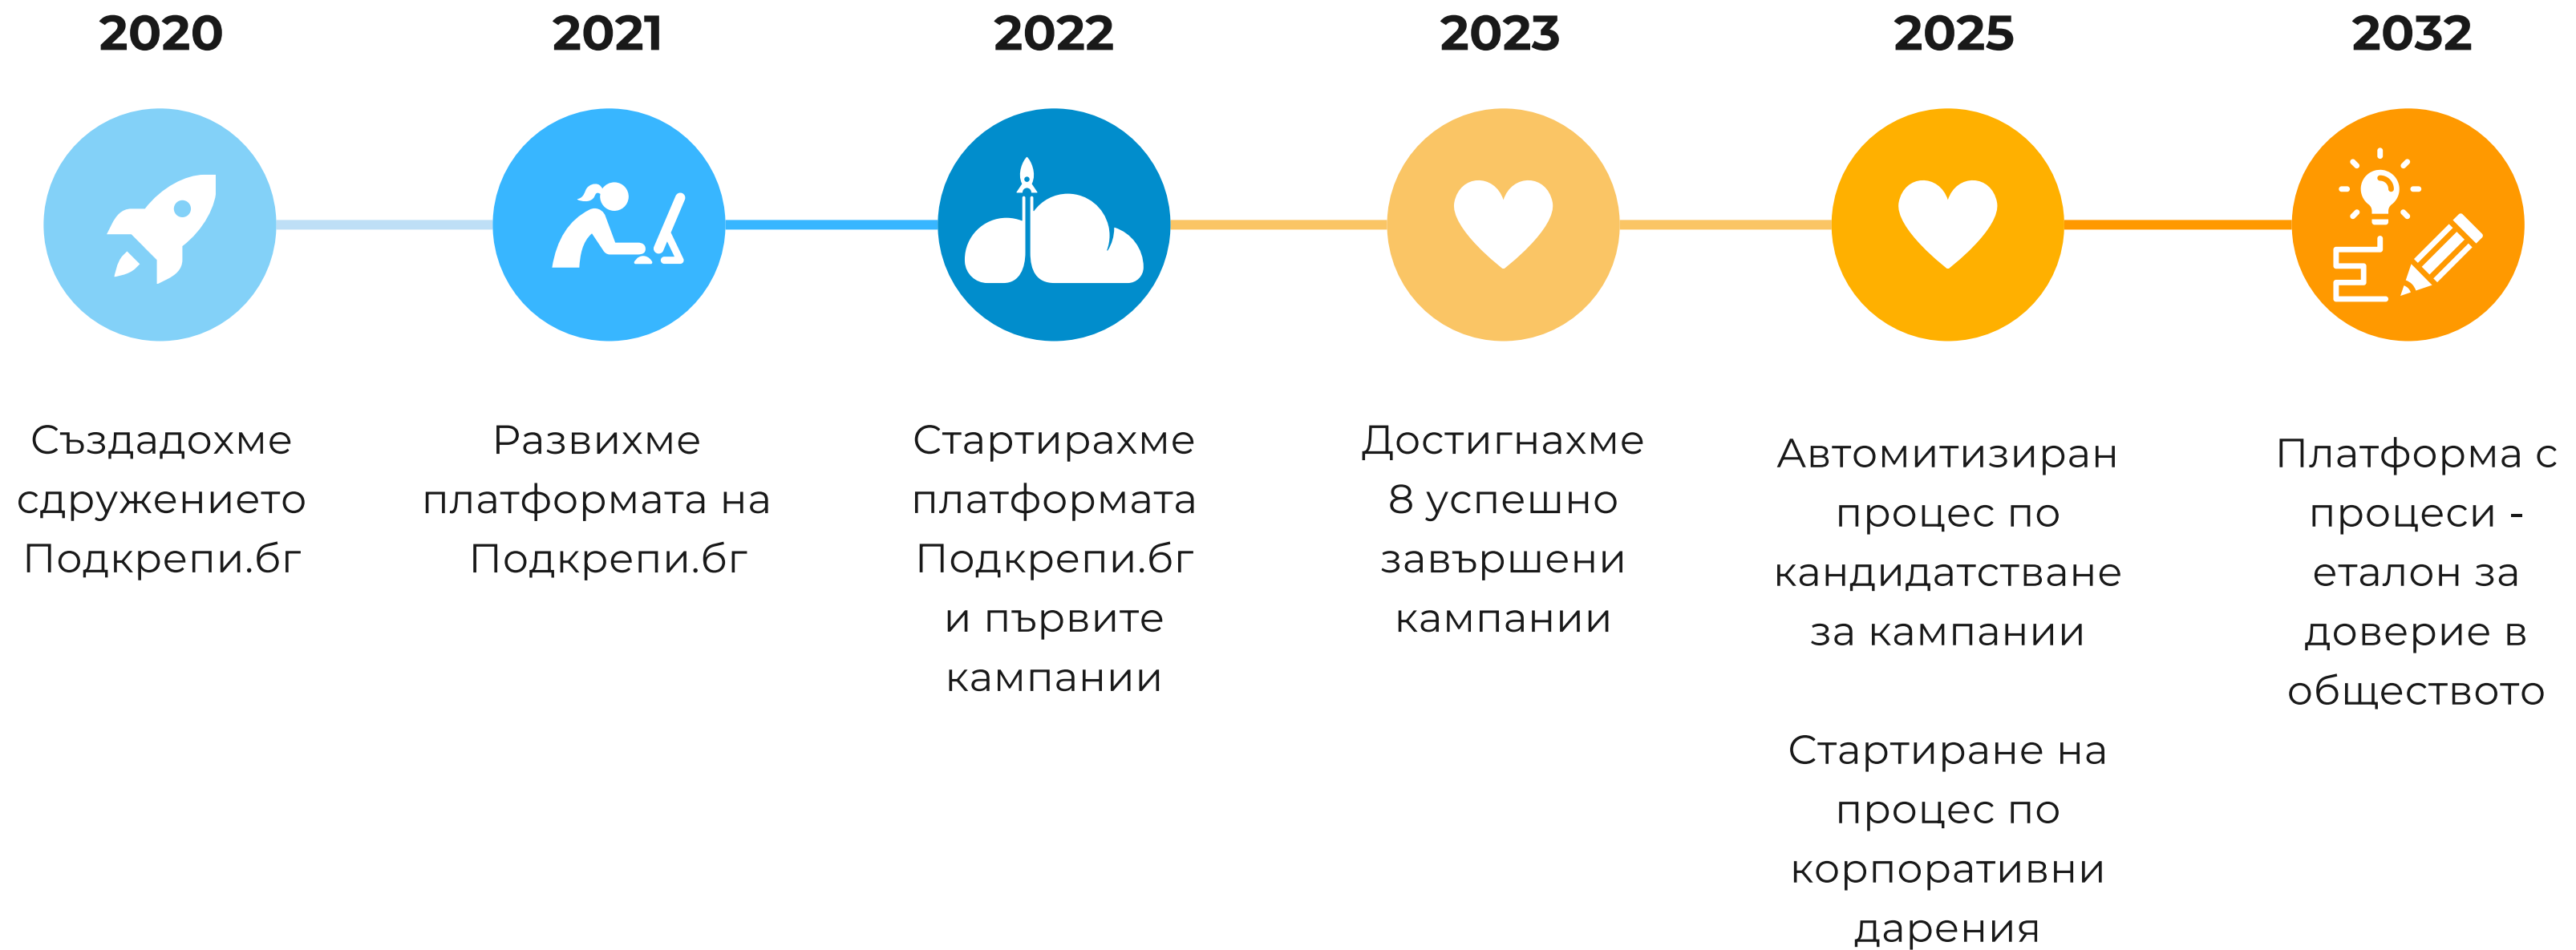 2020
Създадохме
сдружението
Подкрепи.бг
2021
Развихме
платформата на
Подкрепи.бг
2022
Стартирахме
платформата
Подкрепи.бг
и първите
кампании
2023
Достигнахме
8 успешно
завършени
кампании
2025
Автомитизиран
процес по
кандидатстване
за кампании
Стартиране на
процес по
корпоративни
дарения
2032
Платформа с
процеси -
еталон за
доверие в
обществото